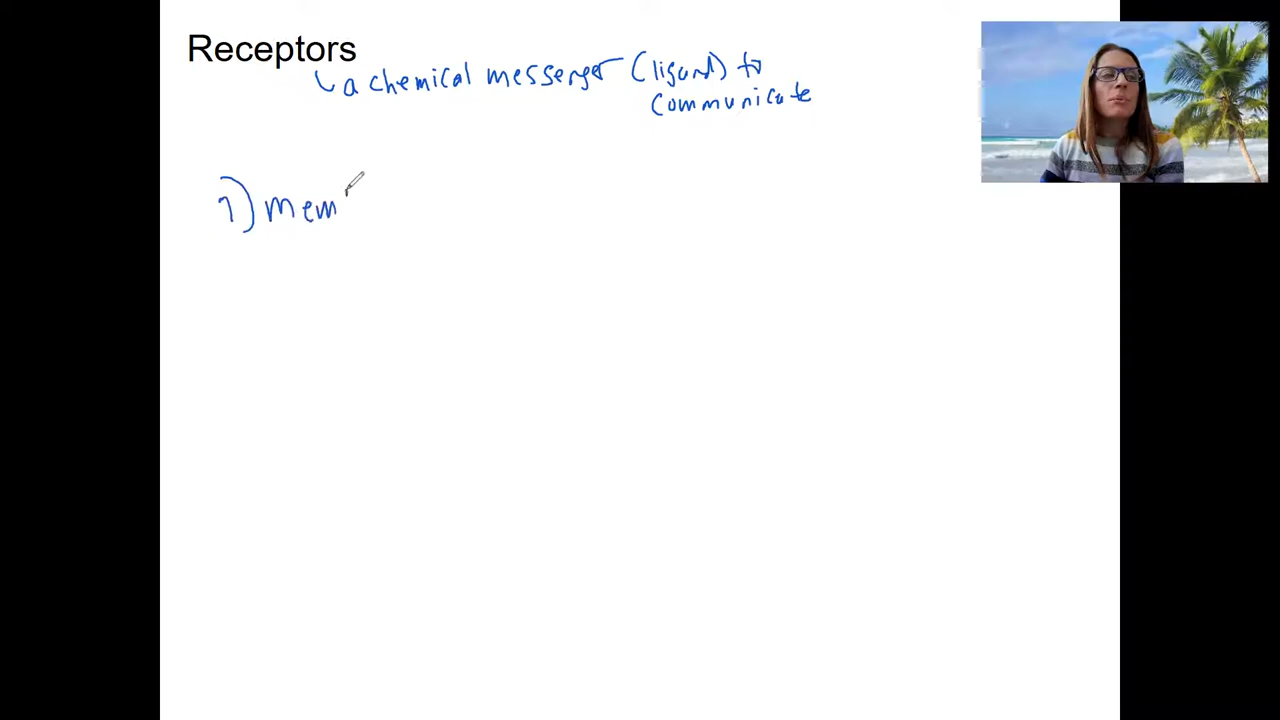 Receptors
a chemical messenger (ligand) to
communicate
1) mem